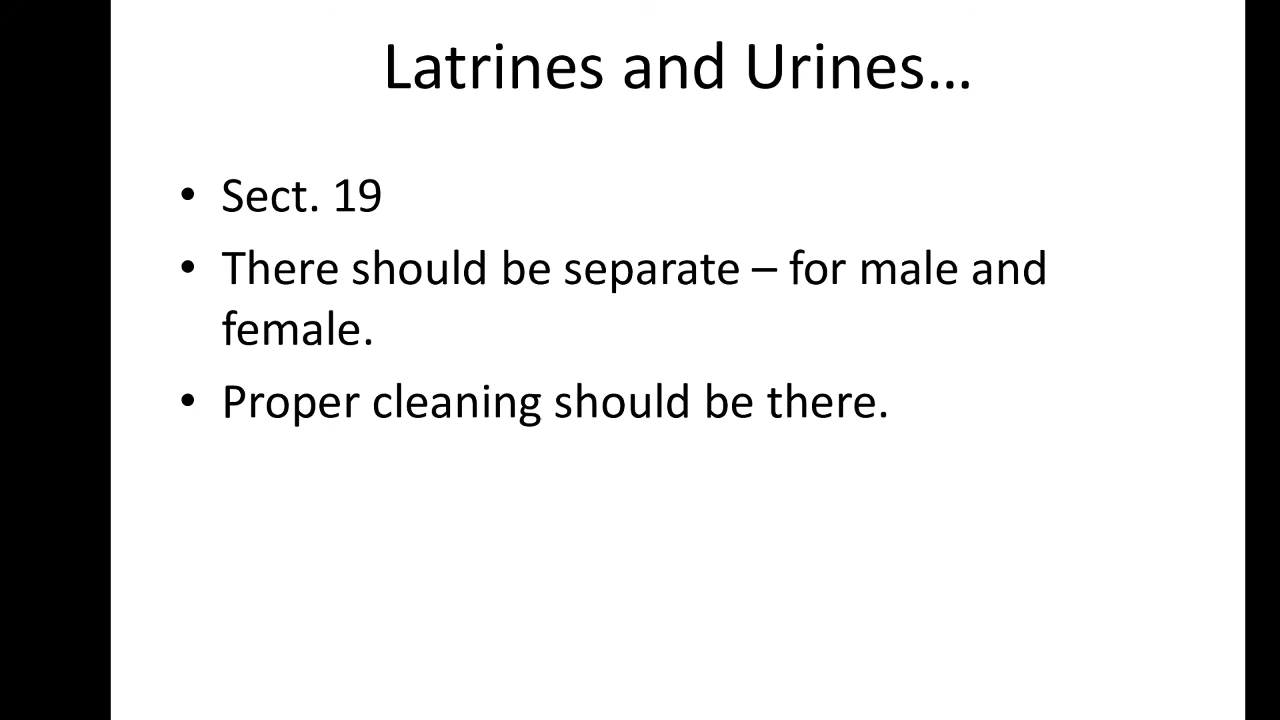 Latrines and Urines...
• Sect. 19
• There should be separate – for male and
female.
• Proper cleaning should be there.